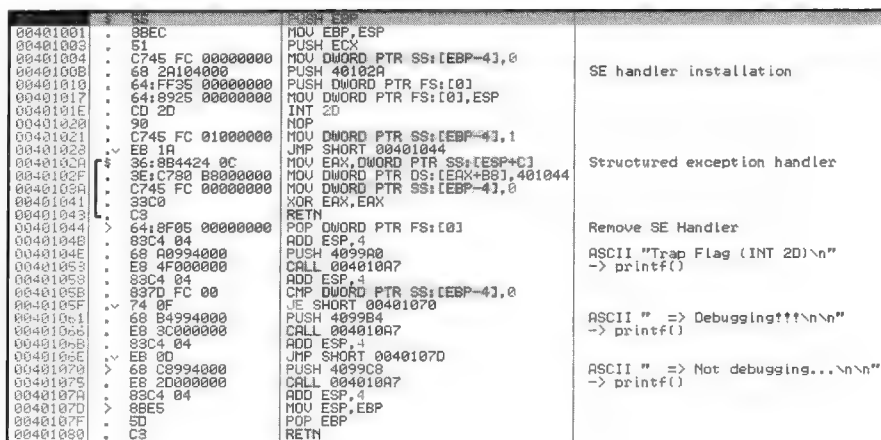 $ 55 PUSH EBP
00401001 . 8BEC MOV EBP,ESP
00401003 . 51 PUSH ECX
00401004 . C745 FC 00000000 MOV DWORD PTR SS:[EBP-4],0
0040100B . 68 2A104000 PUSH 40102A SE handler installation
00401010 . 64:FF35 00000000 PUSH DWORD PTR FS:[0]
00401017 . 64:8925 00000000 MOV DWORD PTR FS:[0],ESP
0040101E . CD 2D INT 2D
00401020 . 90 NOP
00401021 . C745 FC 01000000 MOV DWORD PTR SS:[EBP-4],1
00401028 .v EB 1A JMP SHORT 00401044
0040102A $ 36:8B4424 0C MOV EAX,DWORD PTR SS:[ESP+C] Structured exception handler
0040102F . 3E:C780 B8000000 MOV DWORD PTR DS:[EAX+B8],401044
0040103A . C745 FC 00000000 MOV DWORD PTR SS:[EBP-4],0
00401041 . 33C0 XOR EAX,EAX
00401043 . C3 RETN
00401044 > 64:8F05 00000000 POP DWORD PTR FS:[0] Remove SE Handler
0040104B . 83C4 04 ADD ESP,4
0040104E . 68 A0994000 PUSH 4099A0 ASCII "Trap Flag (INT 2D)\n"
00401053 . E8 4F000000 CALL 004010A7 -> printf()
00401058 . 83C4 04 ADD ESP,4
0040105B . 837D FC 00 CMP DWORD PTR SS:[EBP-4],0
0040105F .v 74 0F JE SHORT 00401070
00401061 . 68 B4994000 PUSH 4099B4 ASCII " => Debugging!!!\n\n"
00401066 . E8 3C000000 CALL 004010A7 -> printf()
0040106B . 83C4 04 ADD ESP,4
0040106E .v EB 0D JMP SHORT 0040107D
00401070 > 68 C8994000 PUSH 4099C8 ASCII " => Not debugging...\n\n"
00401075 . E8 2D000000 CALL 004010A7 -> printf()
0040107A . 83C4 04 ADD ESP,4
0040107D > 8BE5 MOV ESP,EBP
0040107F . 5D POP EBP
00401080 . C3 RETN